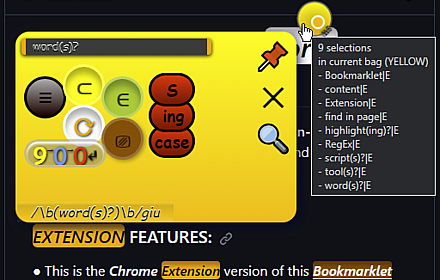 word(s)?
9 selections
in current bag (YELLOW)
- Bookmarklet|E
- content|E
- Extension|E
- find in page|E
- highlight(ing)?|E
- RegEx|E
- script(s)?|E
- tool(s)?|E
- word(s)?|E
⊂
∈
S
ing
case
900↵
/\b(word(s)?)\b/giu
EXTENSION FEATURES:
● This is the Chrome Extension version of this Bookmarklet